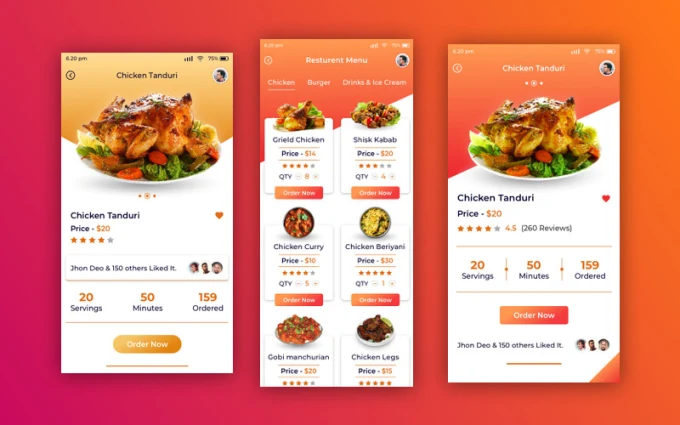 6.20 pm
75%
Chicken Tanduri
Chicken Tanduri
Price - $20
Jhon Deo & 150 others Liked It.
20
Servings
50
Minutes
159
Ordered
Order Now
6.20 pm
75%
Resturent Menu
Chicken
Burger
Drinks & Ice Cream
Grield Chicken
Price - $14
QTY - 8 +
Order Now
Shisk Kabab
Price - $20
QTY - 4 +
Order Now
Chicken Curry
Price - $10
QTY - 5 +
Order Now
Chicken Beriyani
Price - $30
QTY - 1 +
Order Now
Gobi manchurian
Price - $20
Chicken Legs
Price - $15
6.20 pm
75%
Chicken Tanduri
Chicken Tanduri
Price - $20
4.5 (260 Reviews)
20
Servings
50
Minutes
159
Ordered
Order Now
Jhon Deo & 150 others Liked It.